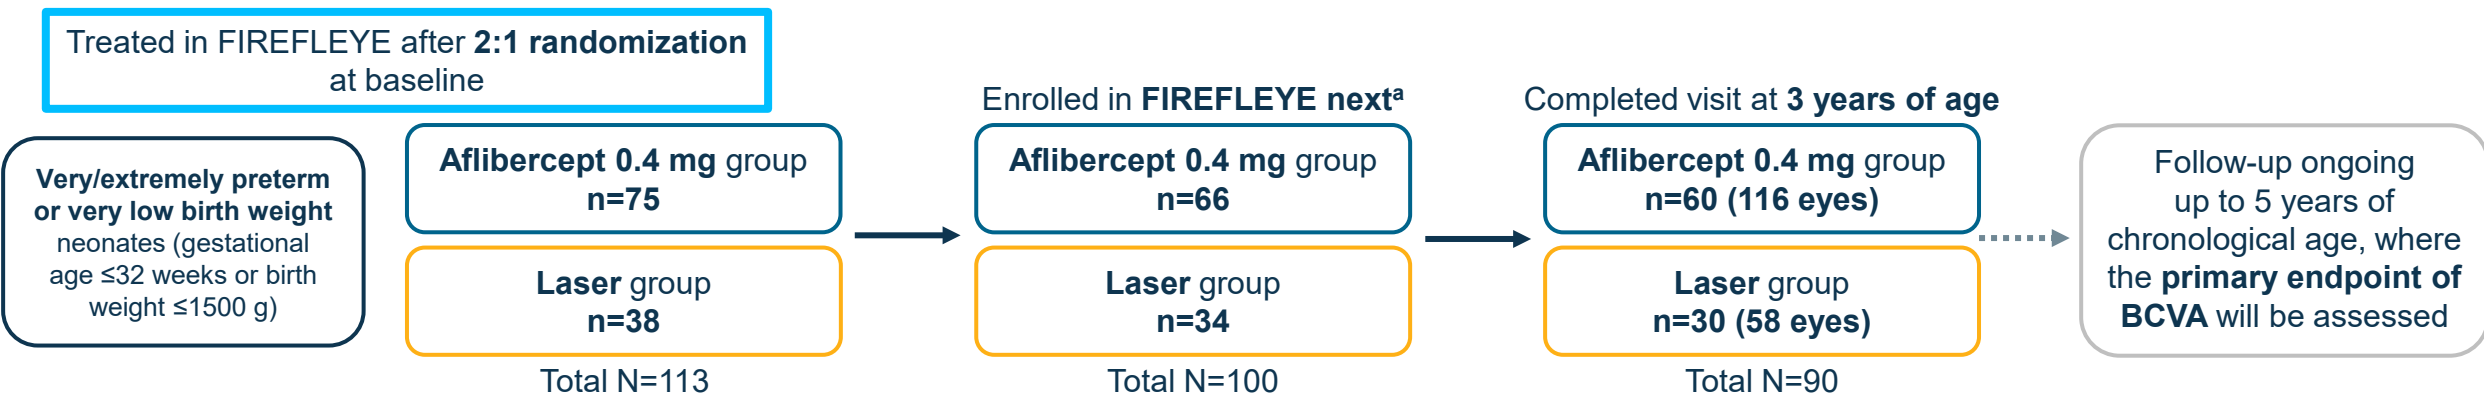 Treated in FIREFLEYE after 2:1 randomization
at baseline
Very/extremely preterm
or very low birth weight
neonates (gestational
age ≤32 weeks or birth
weight ≤1500 g)
Aflibercept 0.4 mg group
n=75
Laser group
n=38
Total N=113
Enrolled in FIREFLEYE nextᵃ
Aflibercept 0.4 mg group
n=66
Laser group
n=34
Total N=100
Completed visit at 3 years of age
Aflibercept 0.4 mg group
n=60 (116 eyes)
Laser group
n=30 (58 eyes)
Total N=90
Follow-up ongoing
up to 5 years of
chronological age, where
the primary endpoint of
BCVA will be assessed